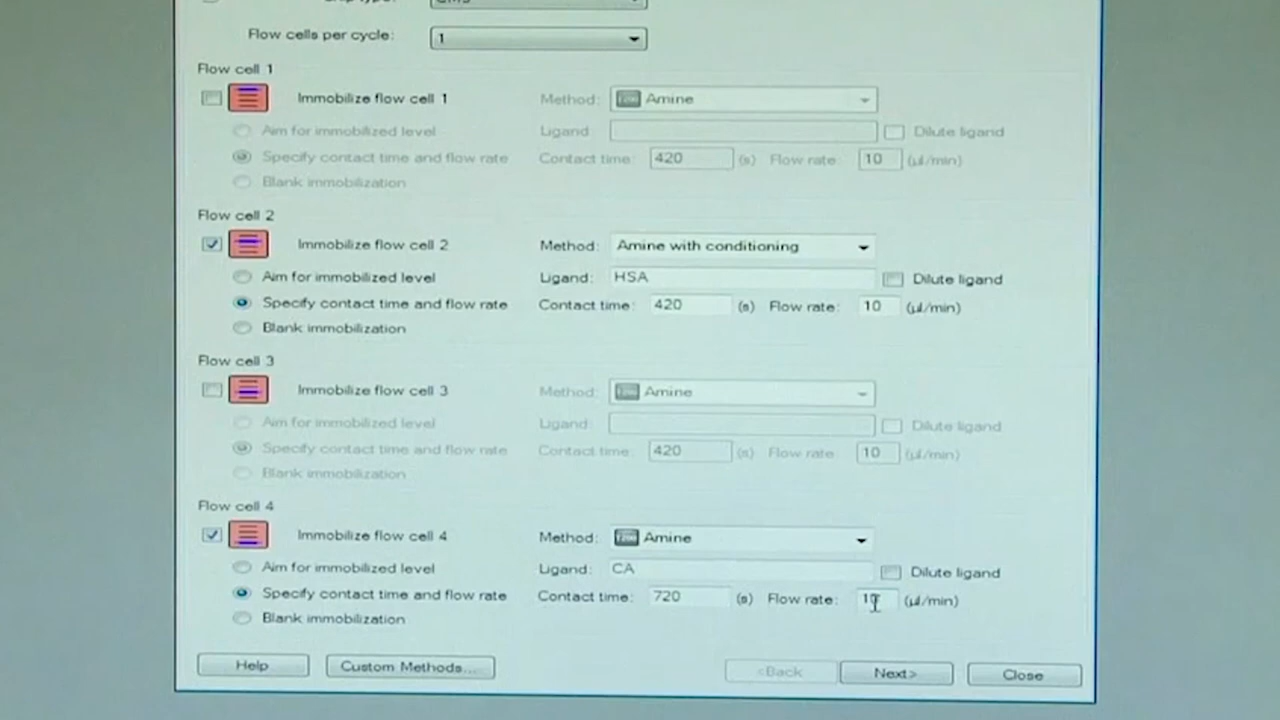 Flow cells per cycle: 1
Flow cell 1
Immobilize flow cell 1 Method: Amine
Aim for immobilized level Ligand: Dilute ligand
Specify contact time and flow rate Contact time: 420 (s) Flow rate: 10 (µl/min)
Blank immobilization
Flow cell 2
Immobilize flow cell 2 Method: Amine with conditioning
Aim for immobilized level Ligand: HSA Dilute ligand
Specify contact time and flow rate Contact time: 420 (s) Flow rate: 10 (µl/min)
Blank immobilization
Flow cell 3
Immobilize flow cell 3 Method: Amine
Aim for immobilized level Ligand: Dilute ligand
Specify contact time and flow rate Contact time: 420 (s) Flow rate: 10 (µl/min)
Blank immobilization
Flow cell 4
Immobilize flow cell 4 Method: Amine
Aim for immobilized level Ligand: CA Dilute ligand
Specify contact time and flow rate Contact time: 720 (s) Flow rate: (µl/min)
Blank immobilization
Help Custom Methods... <Back Next> Close